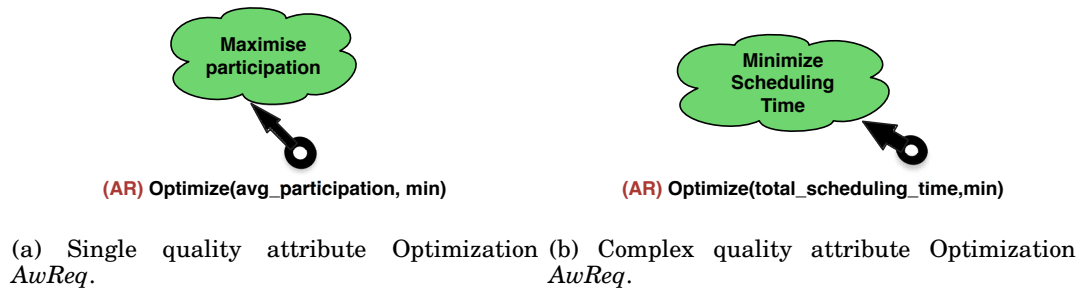 Maximise
participation
(AR) Optimize(avg_participation, min)
(a) Single quality attribute Optimization
AwReq.
Minimize
Scheduling
Time
(AR) Optimize(total_scheduling_time,min)
(b) Complex quality attribute Optimization
AwReq.